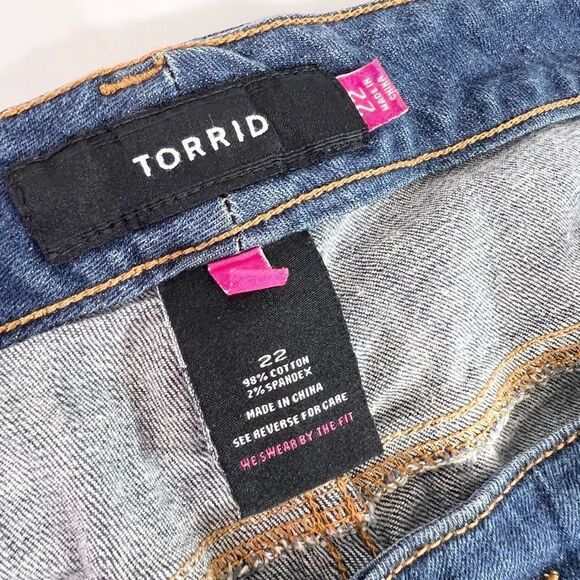 TORRID
22
MADE IN
CHINA
22
98% COTTON
2% SPANDEX
MADE IN CHINA
SEE REVERSE FOR CARE
WE SWEAR BY THE FIT